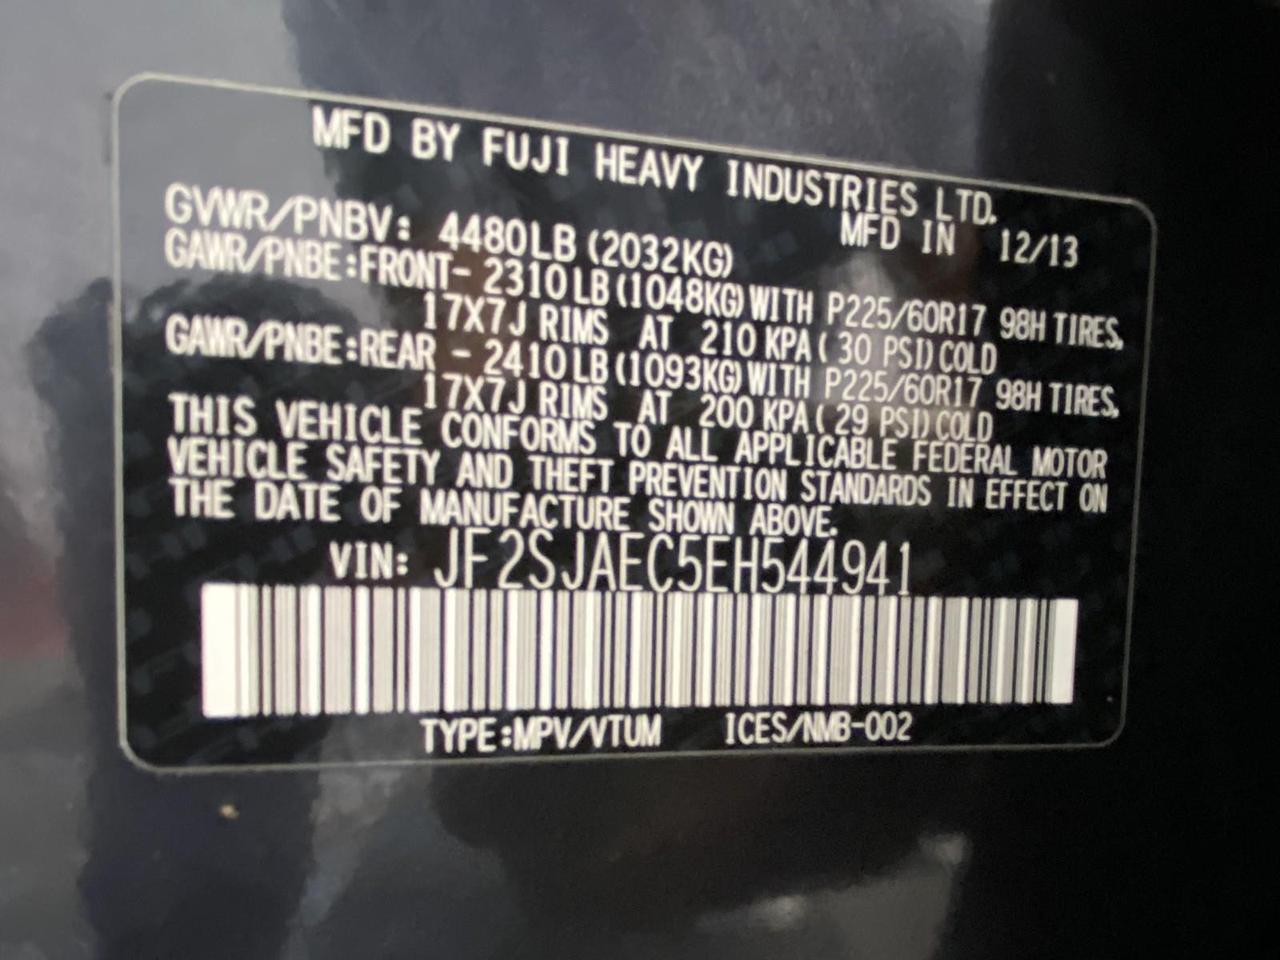 MFD BY FUJI HEAVY INDUSTRIES LTD.
MFD IN 12/13
GVWR/PNBV: 4480LB (2032KG)
GAWR/PNBE:FRONT- 2310LB (1048KG) WITH P225/60R17 98H TIRES,
17X7J RIMS AT 210 KPA ( 30 PSI) COLD
GAWR/PNBE:REAR - 2410LB (1093KG) WITH P225/60R17 98H TIRES,
17X7J RIMS AT 200 KPA ( 29 PSI) COLD
THIS VEHICLE CONFORMS TO ALL APPLICABLE FEDERAL MOTOR
VEHICLE SAFETY AND THEFT PREVENTION STANDARDS IN EFFECT ON
THE DATE OF MANUFACTURE SHOWN ABOVE.
VIN: JF2SJAEC5EH544941
TYPE:MPV/VTUM ICES/NMB-002